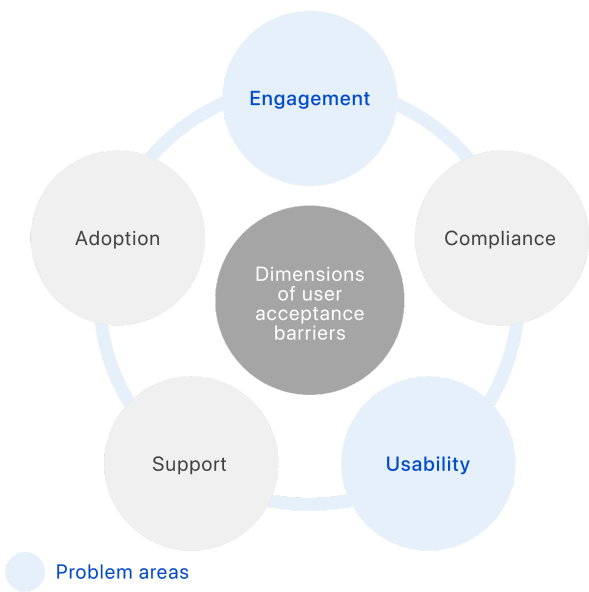 Engagement
Adoption
Compliance
Dimensions
of user
acceptance
barriers
Support
Usability
Problem areas